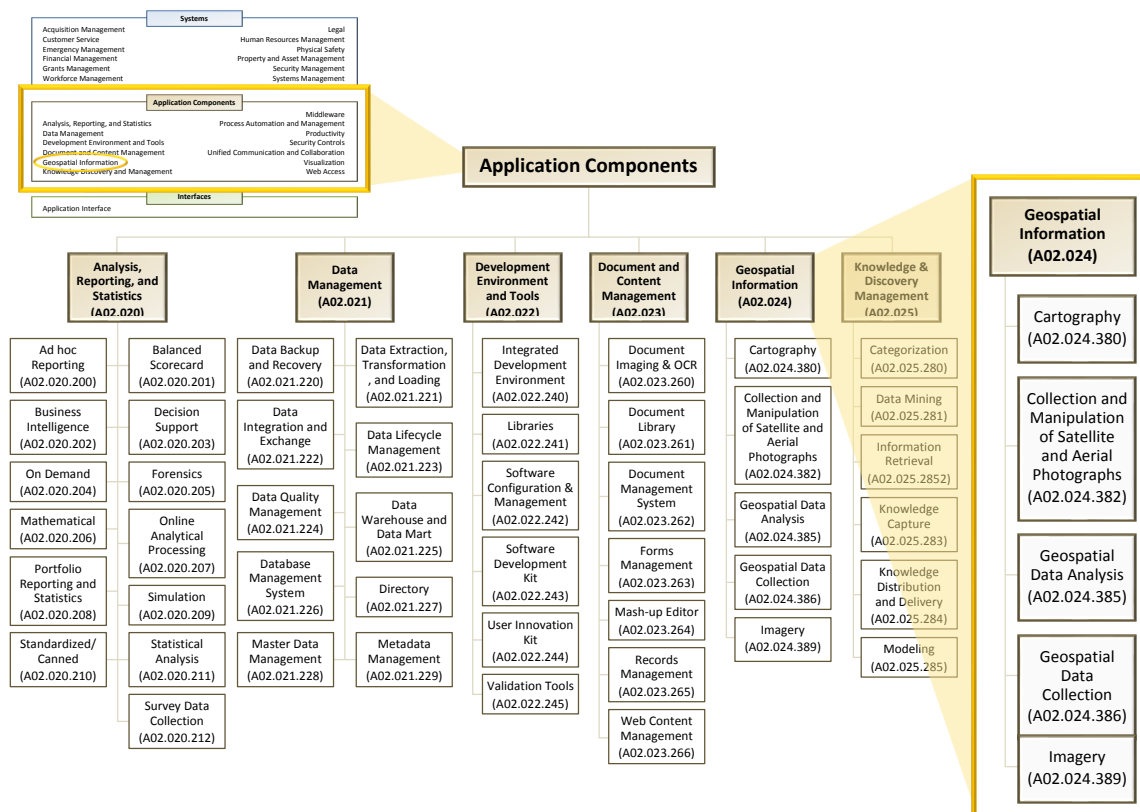 Systems
Acquisition Management
Customer Service
Emergency Management
Financial Management
Grants Management
Workforce Management
Legal
Human Resources Management
Physical Safety
Property and Asset Management
Security Management
Systems Management
Application Components
Analysis, Reporting, and Statistics
Data Management
Development Environment and Tools
Document and Content Management
Geospatial Information
Knowledge Discovery and Management
Middleware
Process Automation and Management
Productivity
Security Controls
Unified Communication and Collaboration
Visualization
Web Access
Interfaces
Application Interface
Application Components
Analysis,
Reporting, and
Statistics
(A02.020)
Ad hoc
Reporting
(A02.020.200)
Balanced
Scorecard
(A02.020.201)
Business
Intelligence
(A02.020.202)
Decision
Support
(A02.020.203)
On Demand
(A02.020.204)
Forensics
(A02.020.205)
Mathematical
(A02.020.206)
Online
Analytical
Processing
(A02.020.207)
Portfolio
Reporting and
Statistics
(A02.020.208)
Simulation
(A02.020.209)
Standardized/
Canned
(A02.020.210)
Statistical
Analysis
(A02.020.211)
Survey Data
Collection
(A02.020.212)
Data
Management
(A02.021)
Data Backup
and Recovery
(A02.021.220)
Data Extraction,
Transformation
, and Loading
(A02.021.221)
Data
Integration and
Exchange
(A02.021.222)
Data Lifecycle
Management
(A02.021.223)
Data Quality
Management
(A02.021.224)
Data
Warehouse and
Data Mart
(A02.021.225)
Database
Management
System
(A02.021.226)
Directory
(A02.021.227)
Master Data
Management
(A02.021.228)
Metadata
Management
(A02.021.229)
Development
Environment
and Tools
(A02.022)
Integrated
Development
Environment
(A02.022.240)
Libraries
(A02.022.241)
Software
Configuration &
Management
(A02.022.242)
Software
Development
Kit
(A02.022.243)
User Innovation
Kit
(A02.022.244)
Validation Tools
(A02.022.245)
Document and
Content
Management
(A02.023)
Document
Imaging & OCR
(A02.023.260)
Document
Library
(A02.023.261)
Document
Management
System
(A02.023.262)
Forms
Management
(A02.023.263)
Mash-up Editor
(A02.023.264)
Records
Management
(A02.023.265)
Web Content
Management
(A02.023.266)
Geospatial
Information
(A02.024)
Cartography
(A02.024.380)
Collection and
Manipulation
of Satellite and
Aerial
Photographs
(A02.024.382)
Geospatial Data
Analysis
(A02.024.385)
Geospatial Data
Collection
(A02.024.386)
Imagery
(A02.024.389)
Knowledge &
Discovery
Management
(A02.025)
Categorization
(A02.025.280)
Data Mining
(A02.025.281)
Information
Retrieval
(A02.025.2852)
Knowledge
Capture
(A02.025.283)
Knowledge
Distribution
and Delivery
(A02.025.284)
Modeling
(A02.025.285)
Geospatial
Information
(A02.024)
Cartography
(A02.024.380)
Collection and
Manipulation
of Satellite
and Aerial
Photographs
(A02.024.382)
Geospatial
Data Analysis
(A02.024.385)
Geospatial
Data
Collection
(A02.024.386)
Imagery
(A02.024.389)